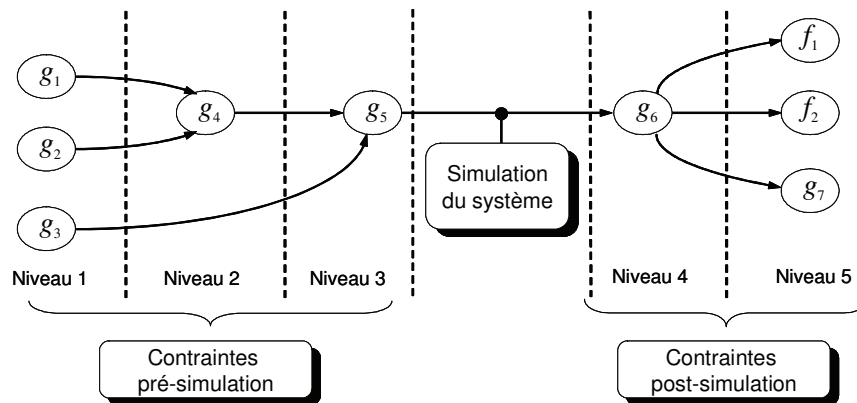 g₁
g₂
g₃
g₄
g₅
Simulation
du système
g₆
f₁
f₂
g₇
Niveau 1
Niveau 2
Niveau 3
Niveau 4
Niveau 5
Contraintes
pré-simulation
Contraintes
post-simulation